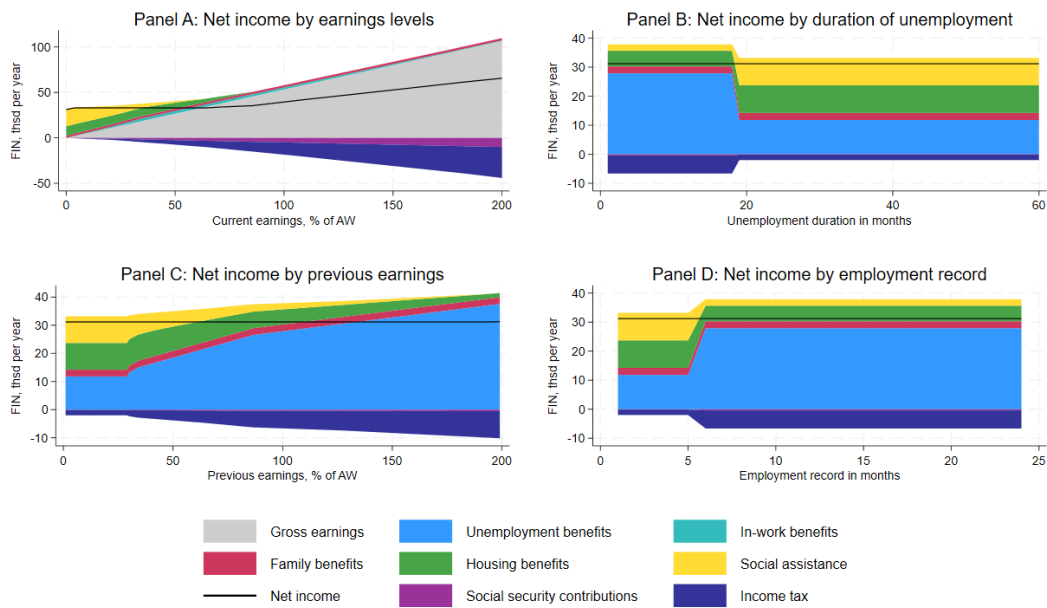 Panel A: Net income by earnings levels
FIN, thsd per year
100
50
0
-50
0 50 100 150 200
Current earnings, % of AW
Panel B: Net income by duration of unemployment
FIN, thsd per year
40
30
20
10
0
-10
0 20 40 60
Unemployment duration in months
Panel C: Net income by previous earnings
FIN, thsd per year
40
30
20
10
0
-10
0 50 100 150 200
Previous earnings, % of AW
Panel D: Net income by employment record
FIN, thsd per year
40
30
20
10
0
-10
0 5 10 15 20 25
Employment record in months
Gross earnings Unemployment benefits In-work benefits
Family benefits Housing benefits Social assistance
Net income Social security contributions Income tax